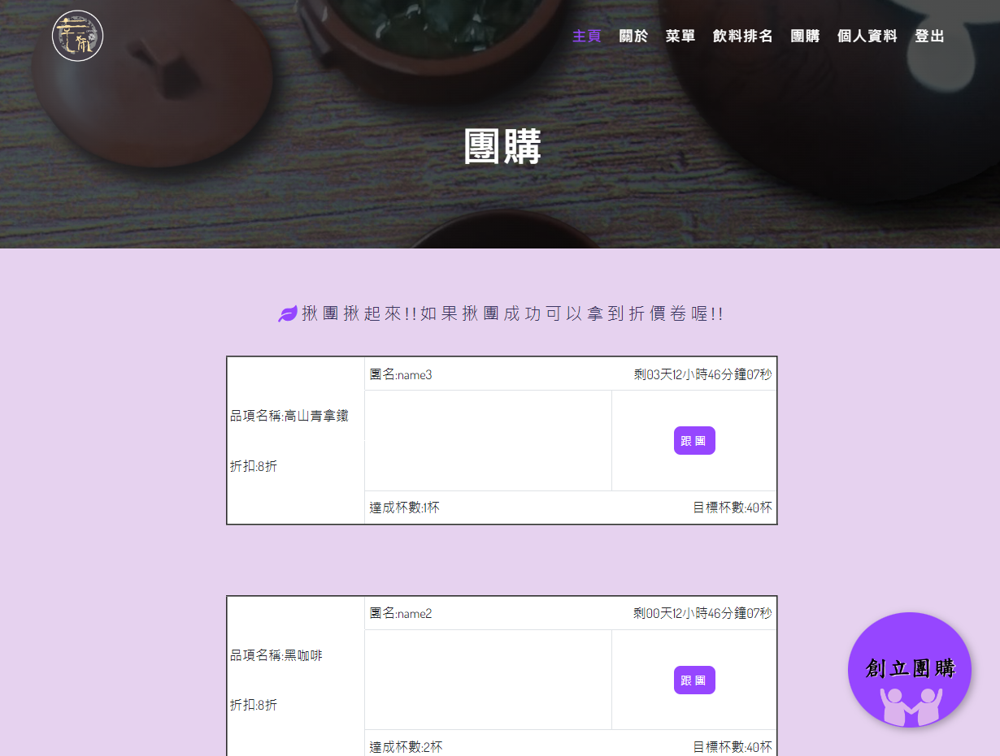 主頁 關於 菜單 飲料排名 團購 個人資料 登出
團購
揪團揪起來!!如果揪團成功可以拿到折價卷喔!!
團名:name3 剩03天12小時46分鐘07秒
品項名稱:高山青拿鐵
跟團
折扣:8折
達成杯數:1杯 目標杯數:40杯
團名:name2 剩00天12小時46分鐘07秒
品項名稱:黑咖啡
跟團
折扣:8折
達成杯數:2杯 目標杯數:40杯
創立團購